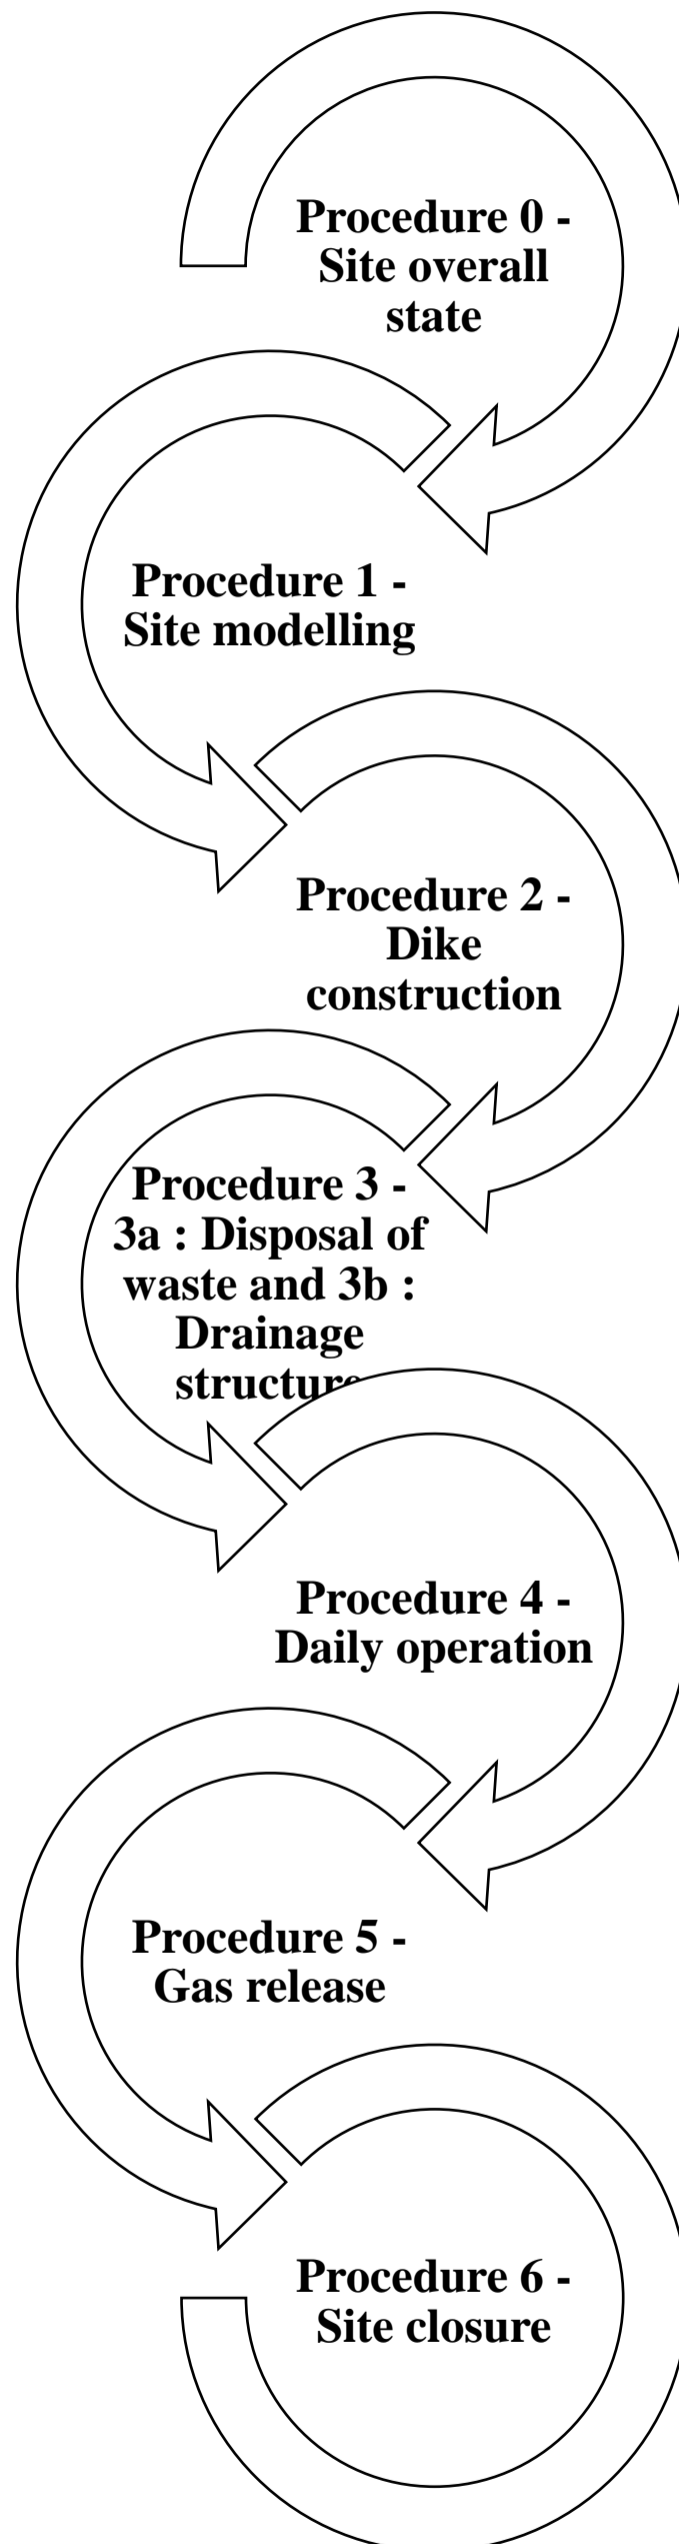 Procedure 0 -
Site overall
state
Procedure 1 -
Site modelling
Procedure 2 -
Dike
construction
Procedure 3 -
3a : Disposal of
waste and 3b :
Drainage
structure
Procedure 4 -
Daily operation
Procedure 5 -
Gas release
Procedure 6 -
Site closure